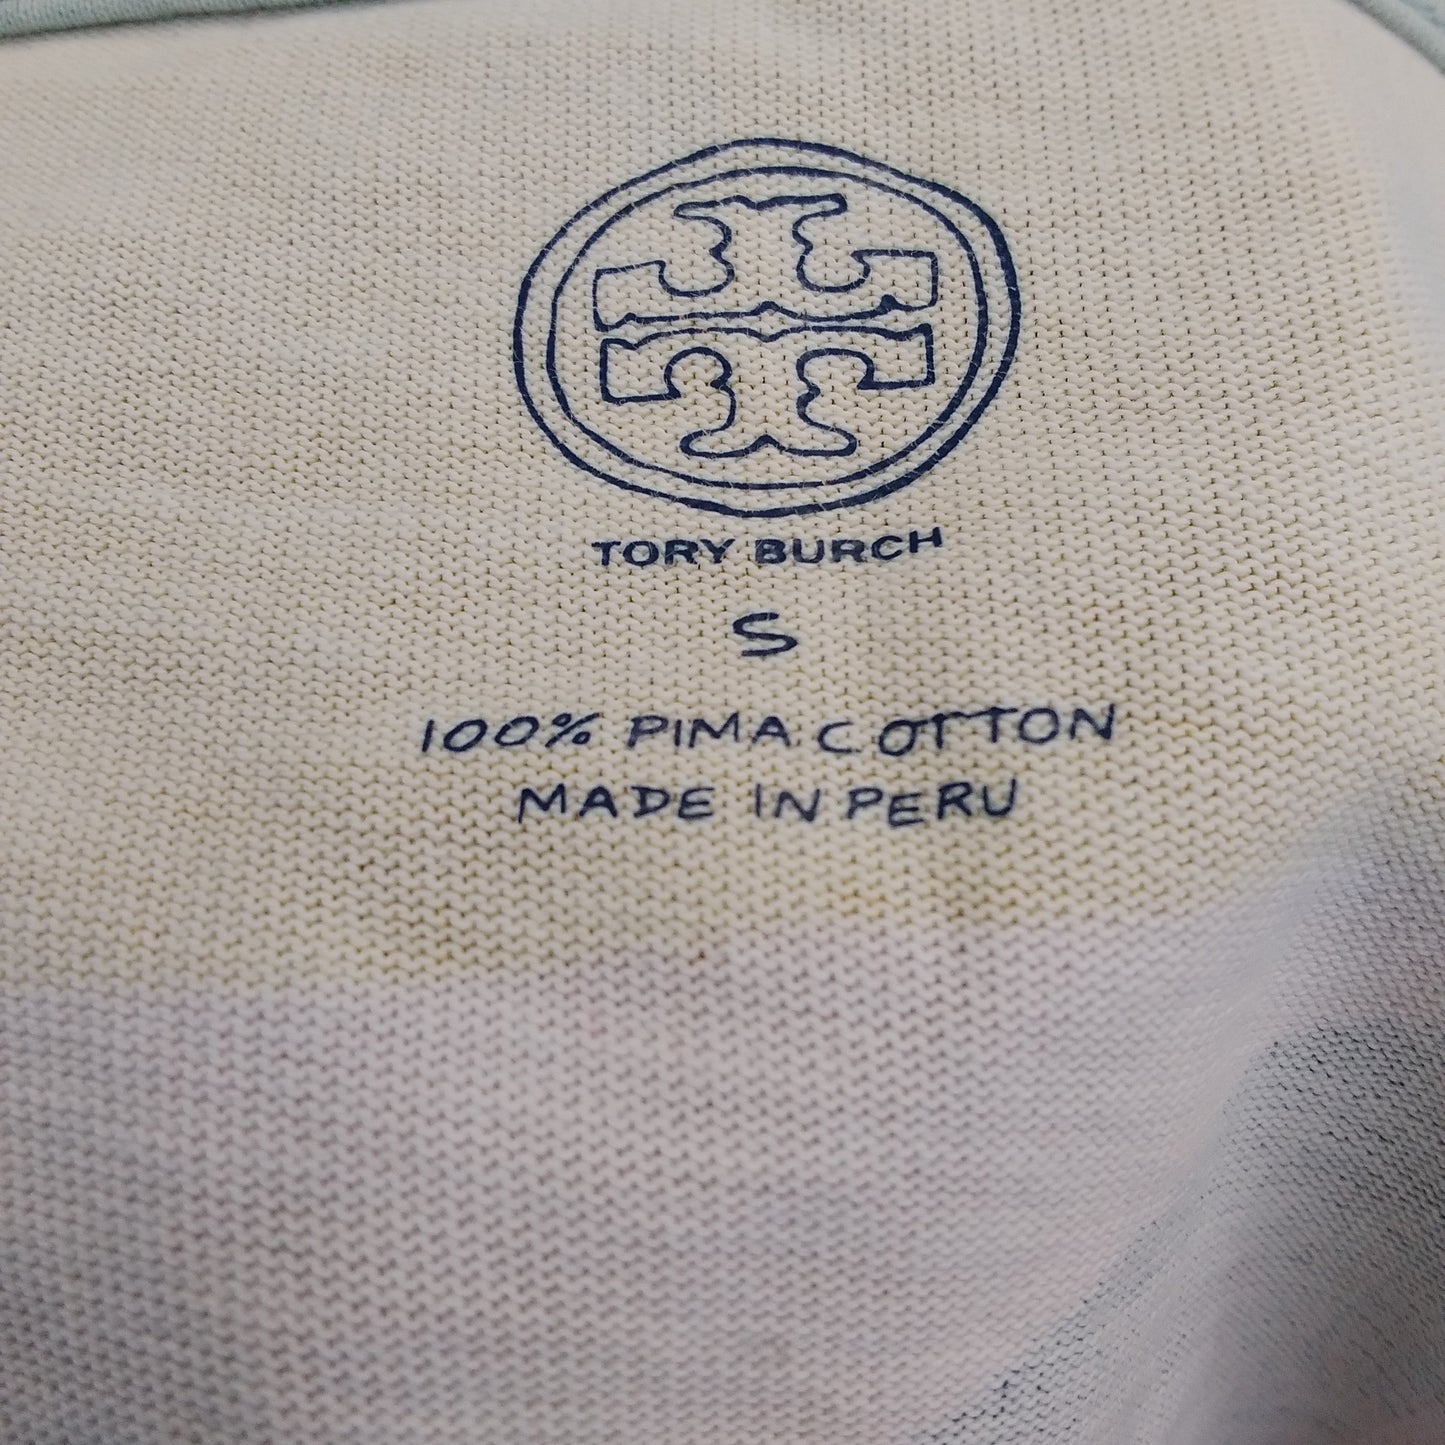 TORY BURCH
S
100% PIMA COTTON
MADE IN PERU